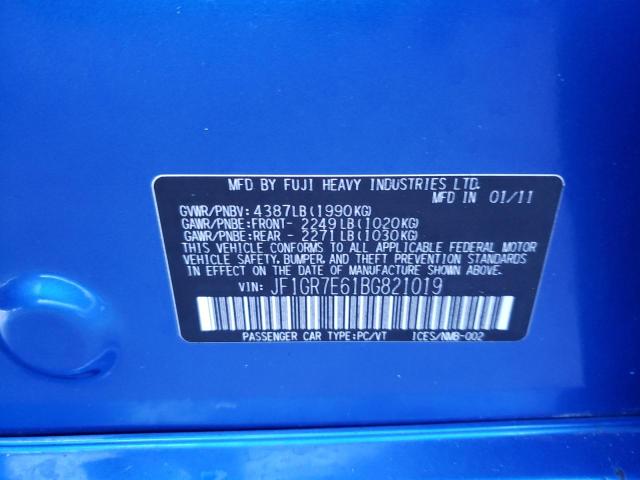 MFD BY FUJI HEAVY INDUSTRIES LTD.
MFD IN 01/11
GVWR/PNBV: 4387LB(1990KG)
GAWR/PNBE:FRONT- 2249LB(1020KG)
GAWR/PNBE:REAR - 2271LB(1030KG)
THIS VEHICLE CONFORMS TO ALL APPLICABLE FEDERAL MOTOR
VEHICLE SAFETY, BUMPER, AND THEFT PREVENTION STANDARDS
IN EFFECT ON THE DATE OF MANUFACTURE SHOWN ABOVE.
VIN: JF1GR7E61BG821019
PASSENGER CAR TYPE:PC/VT ICES/NMB-002